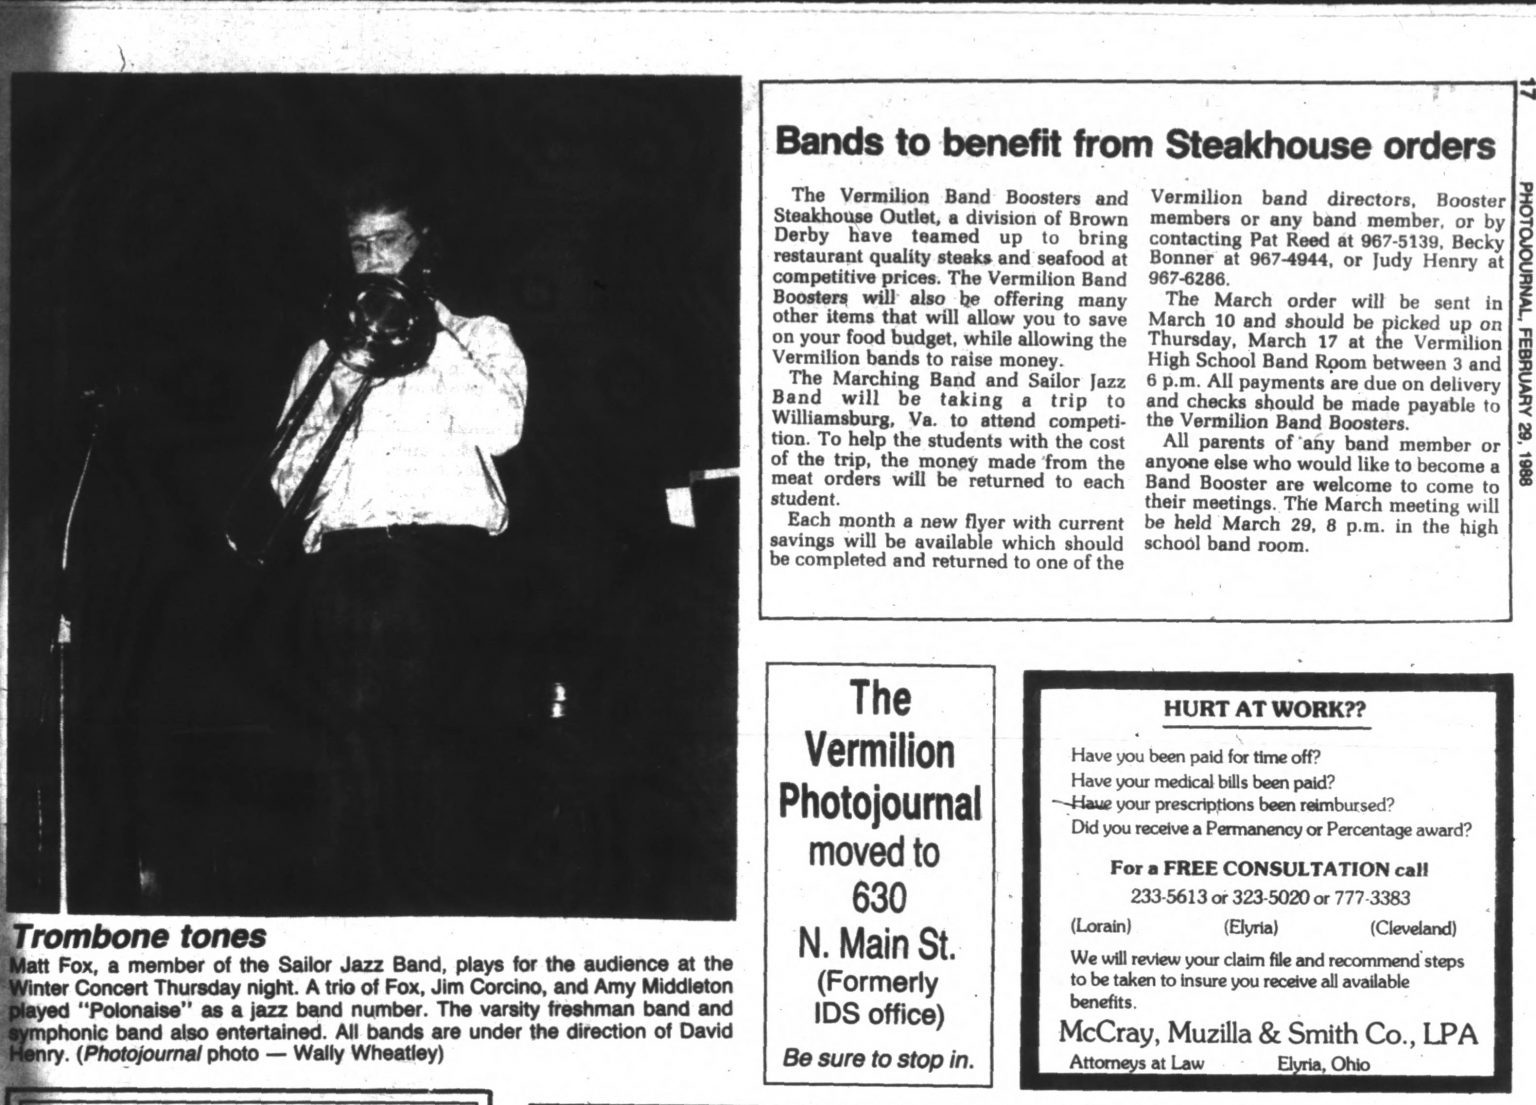 Trombone tones
Matt Fox, a member of the Sailor Jazz Band, plays for the audience at the
Winter Concert Thursday night. A trio of Fox, Jim Corcino, and Amy Middleton
played "Polonaise" as a jazz band number. The varsity freshman band and
symphonic band also entertained. All bands are under the direction of David
Henry. (Photojournal photo — Wally Wheatley)
Bands to benefit from Steakhouse orders
The Vermilion Band Boosters and
Steakhouse Outlet, a division of Brown
Derby have teamed up to bring
restaurant quality steaks and seafood at
competitive prices. The Vermilion Band
Boosters will also be offering many
other items that will allow you to save
on your food budget, while allowing the
Vermilion bands to raise money.
The Marching Band and Sailor Jazz
Band will be taking a trip to
Williamsburg, Va. to attend competi-
tion. To help the students with the cost
of the trip, the money made from the
meat orders will be returned to each
student.
Each month a new flyer with current
savings will be available which should
be completed and returned to one of the
Vermilion band directors, Booster
members or any band member, or by
contacting Pat Reed at 967-5139, Becky
Bonner at 967-4944, or Judy Henry at
967-6286.
The March order will be sent in
March 10 and should be picked up on
Thursday, March 17 at the Vermilion
High School Band Room between 3 and
6 p.m. All payments are due on delivery
and checks should be made payable to
the Vermilion Band Boosters.
All parents of any band member or
anyone else who would like to become a
Band Booster are welcome to come to
their meetings. The March meeting will
be held March 29, 8 p.m. in the high
school band room.
17 PHOTOJOURNAL, FEBRUARY 29, 1988
The
Vermilion
Photojournal
moved to
630
N. Main St.
(Formerly
IDS office)
Be sure to stop in.
HURT AT WORK??
Have you been paid for time off?
Have your medical bills been paid?
Have your prescriptions been reimbursed?
Did you receive a Permanency or Percentage award?
For a FREE CONSULTATION call
233-5613 or 323-5020 or 777-3383
(Lorain) (Elyria) (Cleveland)
We will review your claim file and recommend steps
to be taken to insure you receive all available
benefits.
McCray, Muzilla & Smith Co., LPA
Attorneys at Law Elyria, Ohio